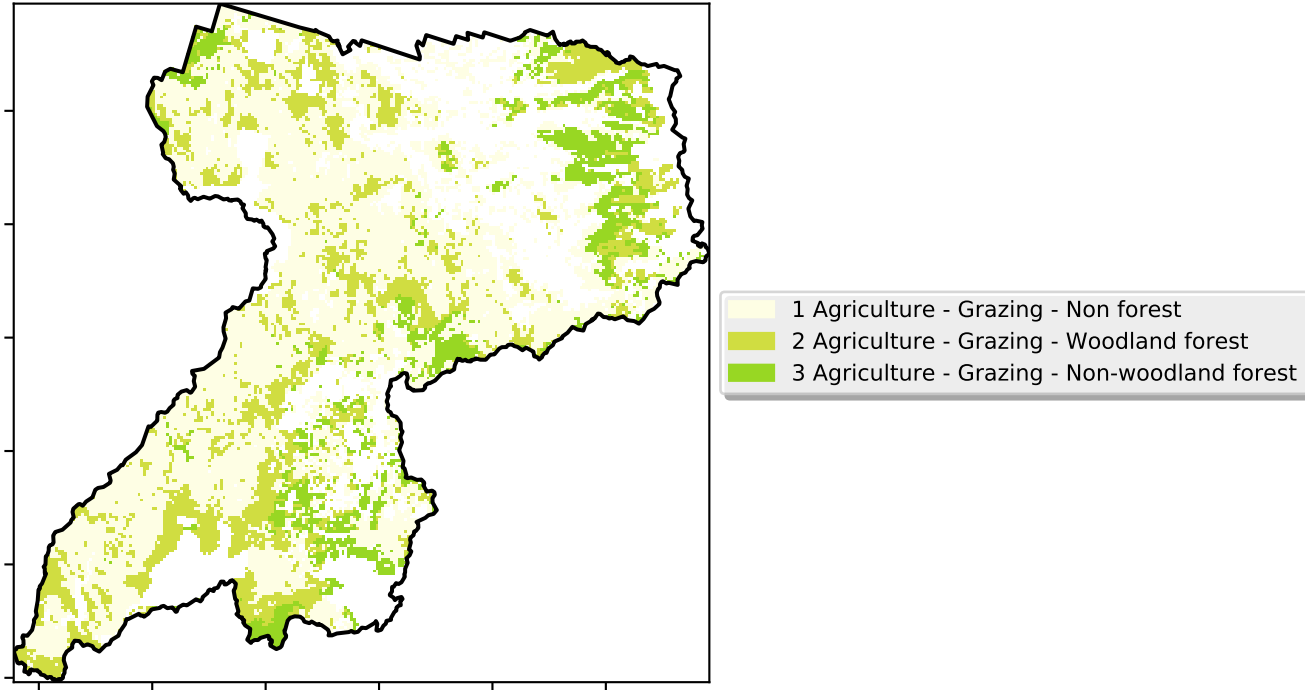 1 Agriculture - Grazing - Non forest
2 Agriculture - Grazing - Woodland forest
3 Agriculture - Grazing - Non-woodland forest